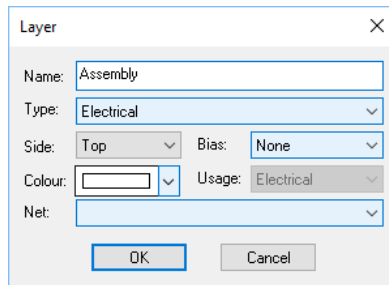 Layer
Name: Assembly
Type: Electrical
Side: Top Bias: None
Colour: Usage: Electrical
Net:
OK Cancel